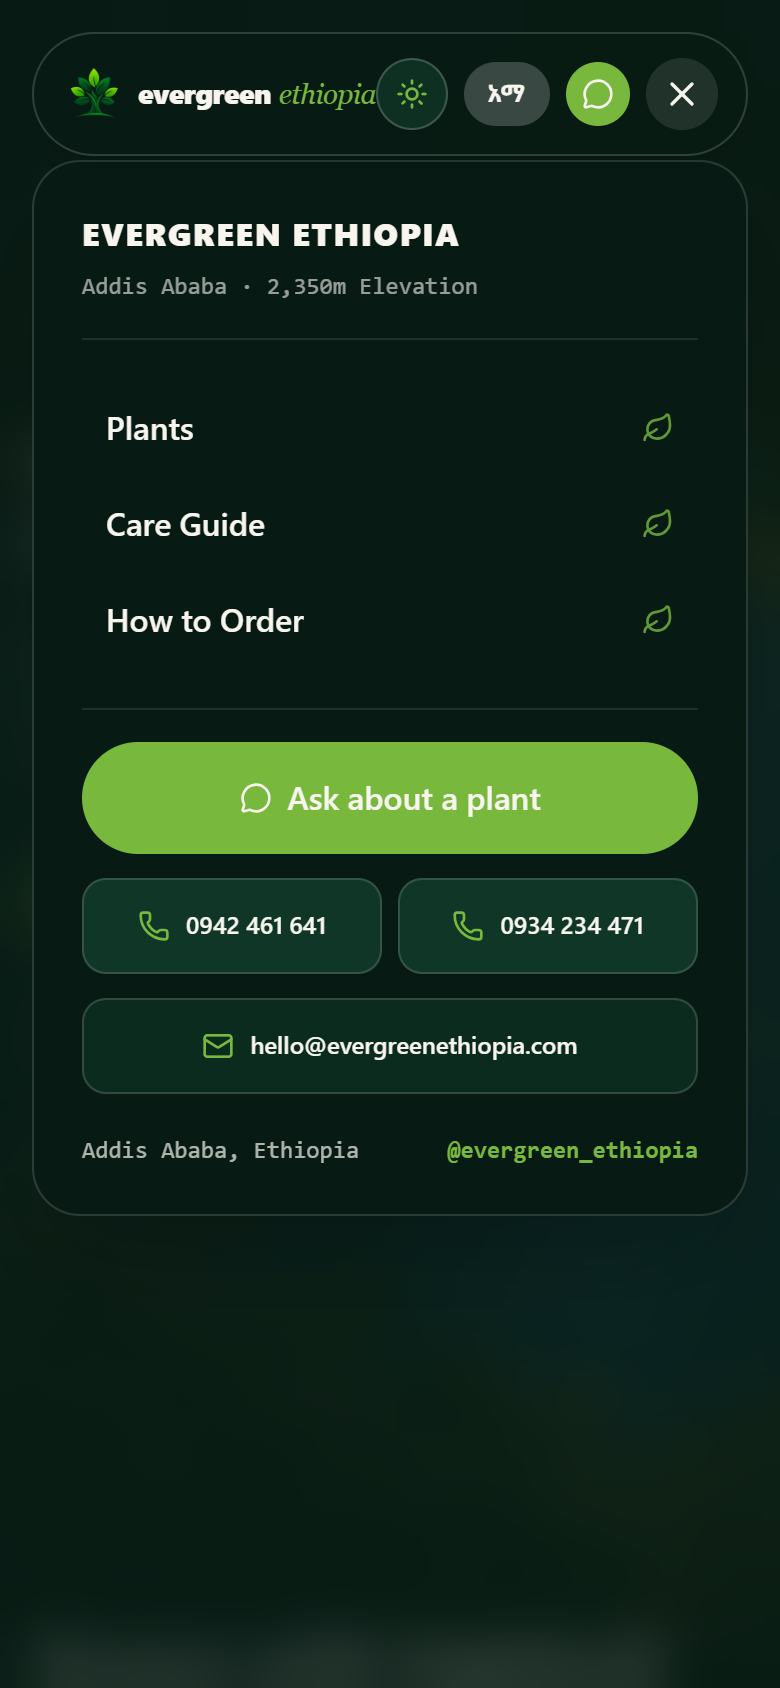 evergreen ethiopia አማ
EVERGREEN ETHIOPIA
Addis Ababa · 2,350m Elevation
Plants
Care Guide
How to Order
Ask about a plant
0942 461 641 0934 234 471
hello@evergreenethiopia.com
Addis Ababa, Ethiopia @evergreen_ethiopia